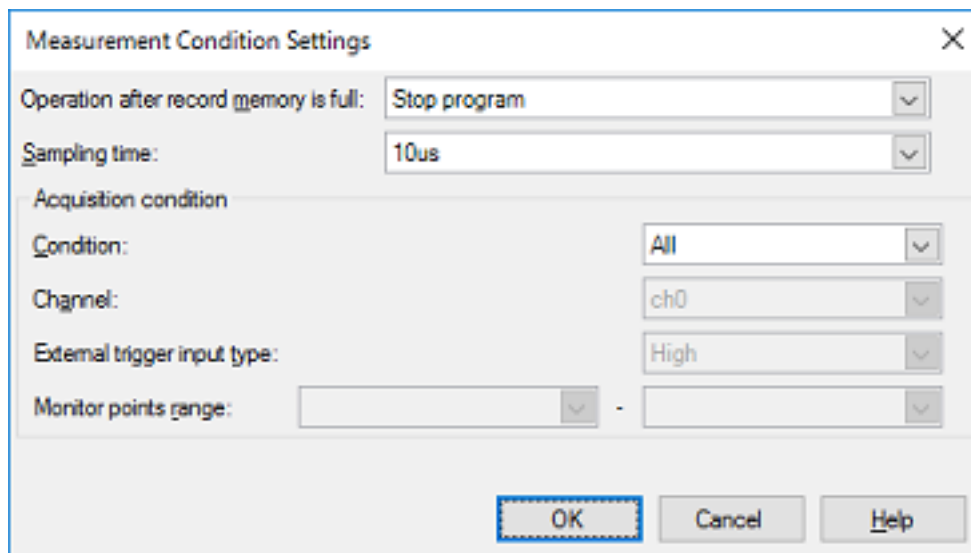 Measurement Condition Settings
Operation after record memory is full: Stop program
Sampling time: 10us
Acquisition condition
Condition: All
Channel: ch0
External trigger input type: High
Monitor points range: -
OK Cancel Help